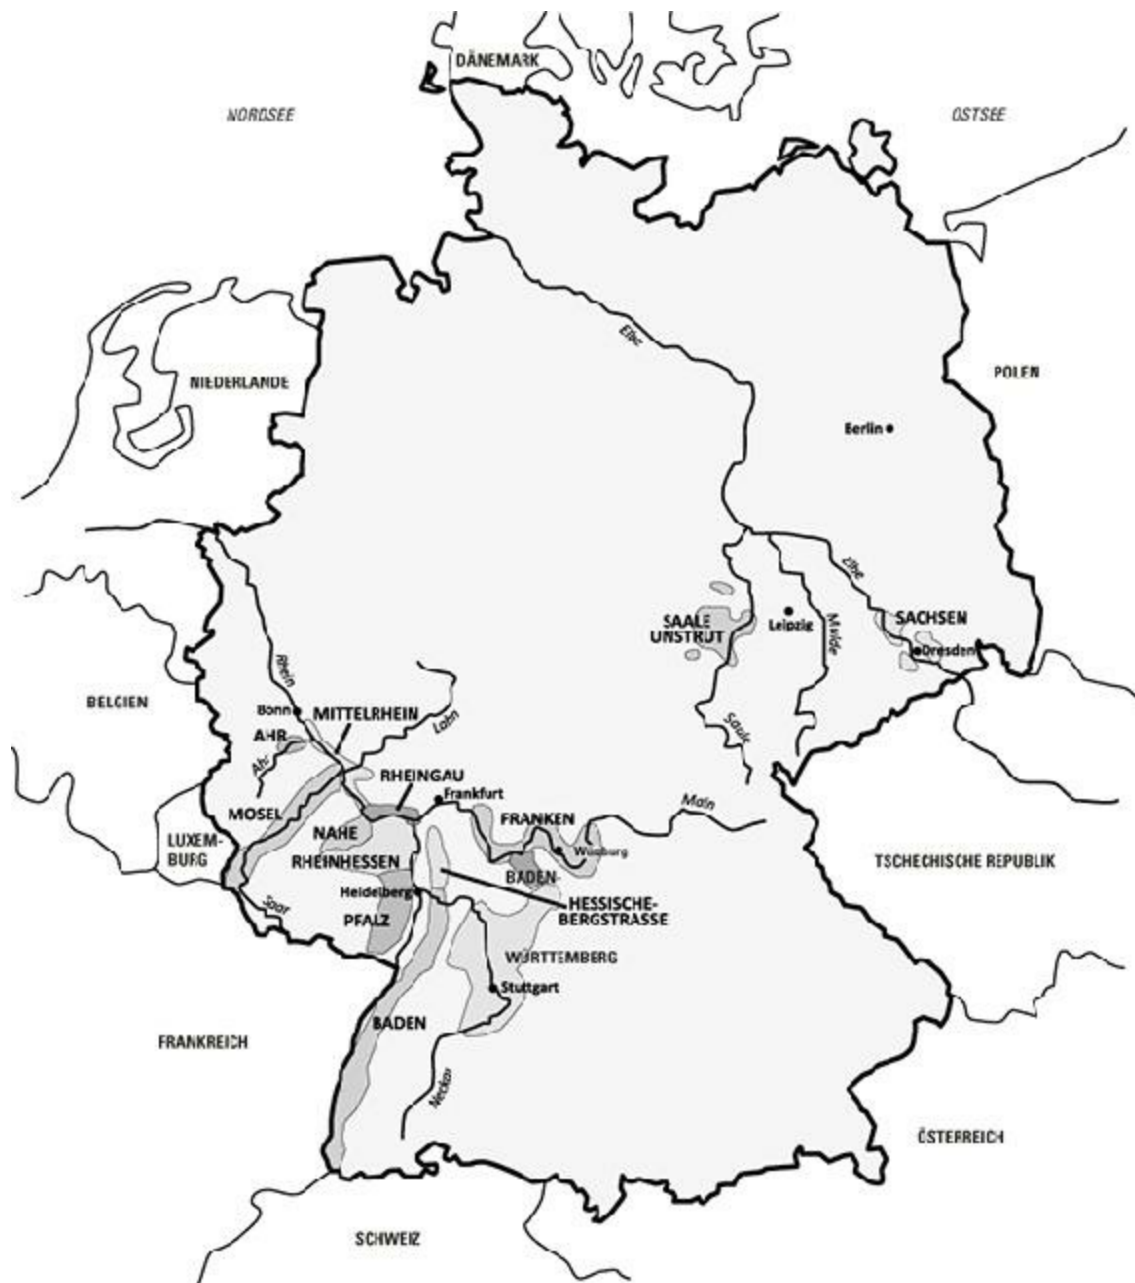 DÄNEMARK
NORDSEE
OSTSEE
Elbe
NIEDERLANDE
POLEN
Berlin
Elbe
SAALE
UNSTRUT
Leipzig
Mulde
SACHSEN
Dresden
Rhein
BELGIEN
Bonn
MITTELRHEIN
Lahn
AHR
Ahr
Saale
RHEINGAU
Frankfurt
MOSEL
Main
FRANKEN
NAHE
LUXEM-
BURG
RHEINHESSEN
Würzburg
TSCHECHISCHE REPUBLIK
BADEN
Heidelberg
HESSISCHE-
BERGSTRASSE
Saar
PFALZ
WÜRTTEMBERG
Stuttgart
BADEN
FRANKREICH
Neckar
ÖSTERREICH
SCHWEIZ